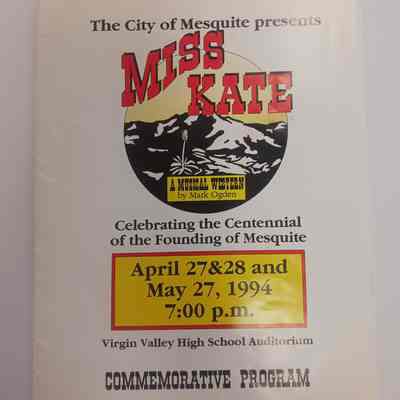 The City of Mesquite presents
MISS
KATE
A MUSICAL WESTERN
by Mark Ogden
Celebrating the Centennial
of the Founding of Mesquite
April 27&28 and
May 27, 1994
7:00 p.m.
Virgin Valley High School Auditorium
COMMEMORATIVE PROGRAM